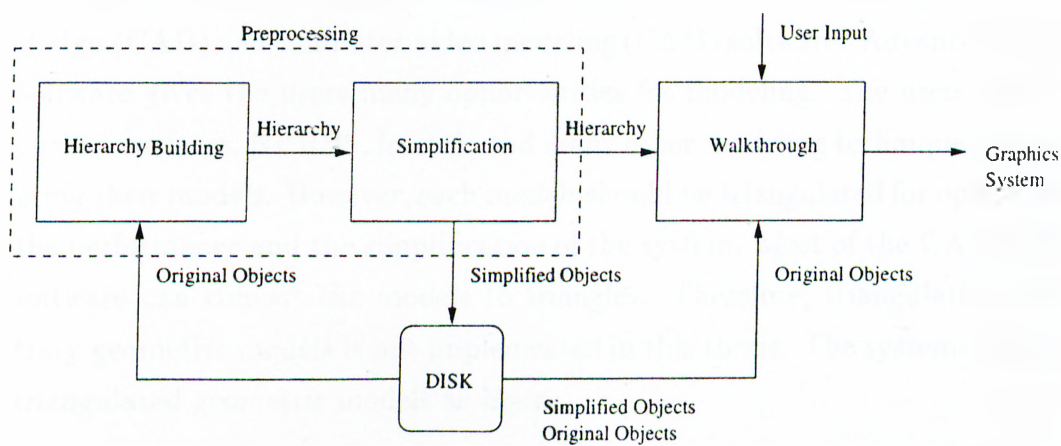 Preprocessing
User Input
Hierarchy Building
Hierarchy
Simplification
Hierarchy
Walkthrough
Graphics
System
Original Objects
Simplified Objects
Original Objects
DISK
Simplified Objects
Original Objects